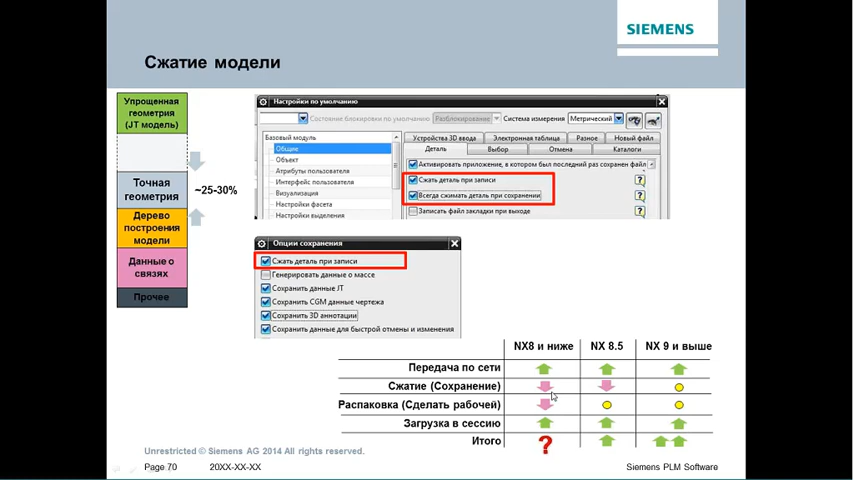 SIEMENS
Сжатие модели
Упрощенная
геометрия
(JT модель)
Точная
геометрия
~25-30%
Дерево
построения
модели
Данные о
связях
Прочее
Настройки по умолчанию
Состояние блокировки по умолчанию Разблокирование Система измерения Метрический
Базовый модуль
Общие
Объект
Атрибуты пользователя
Интерфейс пользователя
Визуализация
Настройки фасета
Настройки выделения
Устройства 3D ввода Электронная таблица Разное Новый файл
Деталь Выбор Отмена Каталоги
Активировать приложение, в котором был последний раз сохранен файл
Сжать деталь при записи
Всегда сжимать деталь при сохранении
Записать файл закладки при выходе
Опции сохранения
Сжать деталь при записи
Генерировать данные о массе
Сохранить данные JT
Сохранить CGM данные чертежа
Сохранить 3D аннотации
Сохранить данные для быстрой отмены и изменения
NX8 и ниже NX 8.5 NX 9 и выше
Передача по сети
Сжатие (Сохранение)
Распаковка (Сделать рабочей)
Загрузка в сессию
Итого ?
Unrestricted © Siemens AG 2014 All rights reserved.
Page 70 20XX-XX-XX Siemens PLM Software